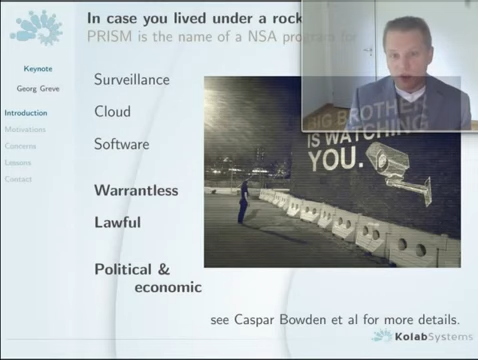 In case you lived under a rock
PRISM is the name of a NSA program for
Keynote
Georg Greve
Introduction
Motivations
Concerns
Lessons
Contact
Surveillance
Cloud
Software
Warrantless
Lawful
Political &
economic
BIG BROTHER
IS WATCHING
YOU.
see Caspar Bowden et al for more details.
KolabSystems